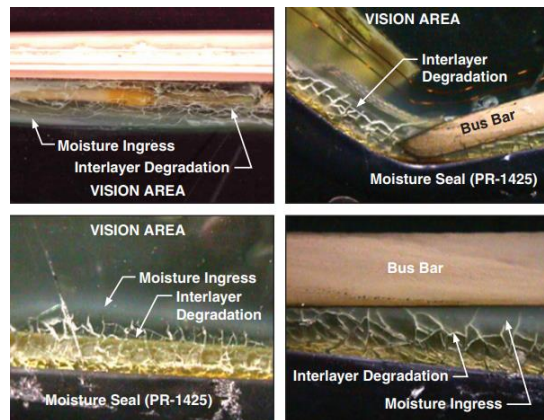 Moisture Ingress
Interlayer Degradation
VISION AREA
VISION AREA
Interlayer
Degradation
Bus Bar
Moisture Seal (PR-1425)
VISION AREA
Moisture Ingress
Interlayer
Degradation
Moisture Seal (PR-1425)
Bus Bar
Interlayer Degradation
Moisture Ingress